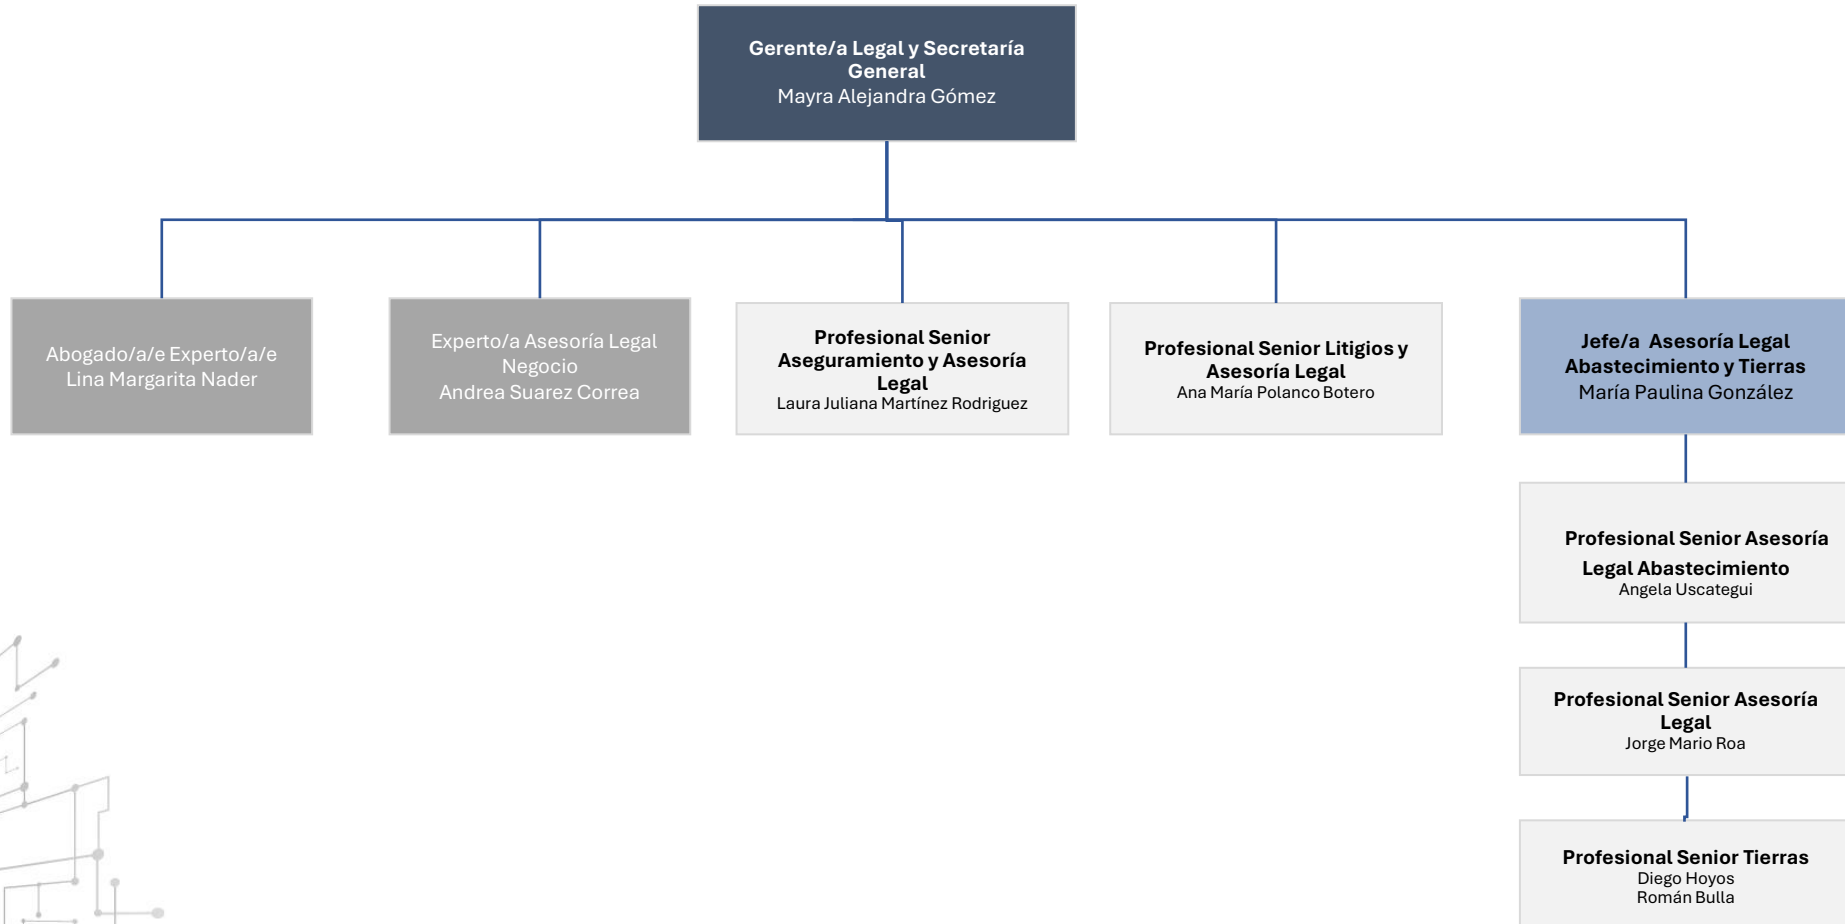 Gerente/a Legal y Secretaría
General
Mayra Alejandra Gómez
Abogado/a/e Experto/a/e
Lina Margarita Nader
Experto/a Asesoría Legal
Negocio
Andrea Suarez Correa
Profesional Senior
Aseguramiento y Asesoría
Legal
Laura Juliana Martínez Rodriguez
Profesional Senior Litigios y
Asesoría Legal
Ana María Polanco Botero
Jefe/a Asesoría Legal
Abastecimiento y Tierras
María Paulina González
Profesional Senior Asesoría
Legal Abastecimiento
Angela Uscategui
Profesional Senior Asesoría
Legal
Jorge Mario Roa
Profesional Senior Tierras
Diego Hoyos
Román Bulla